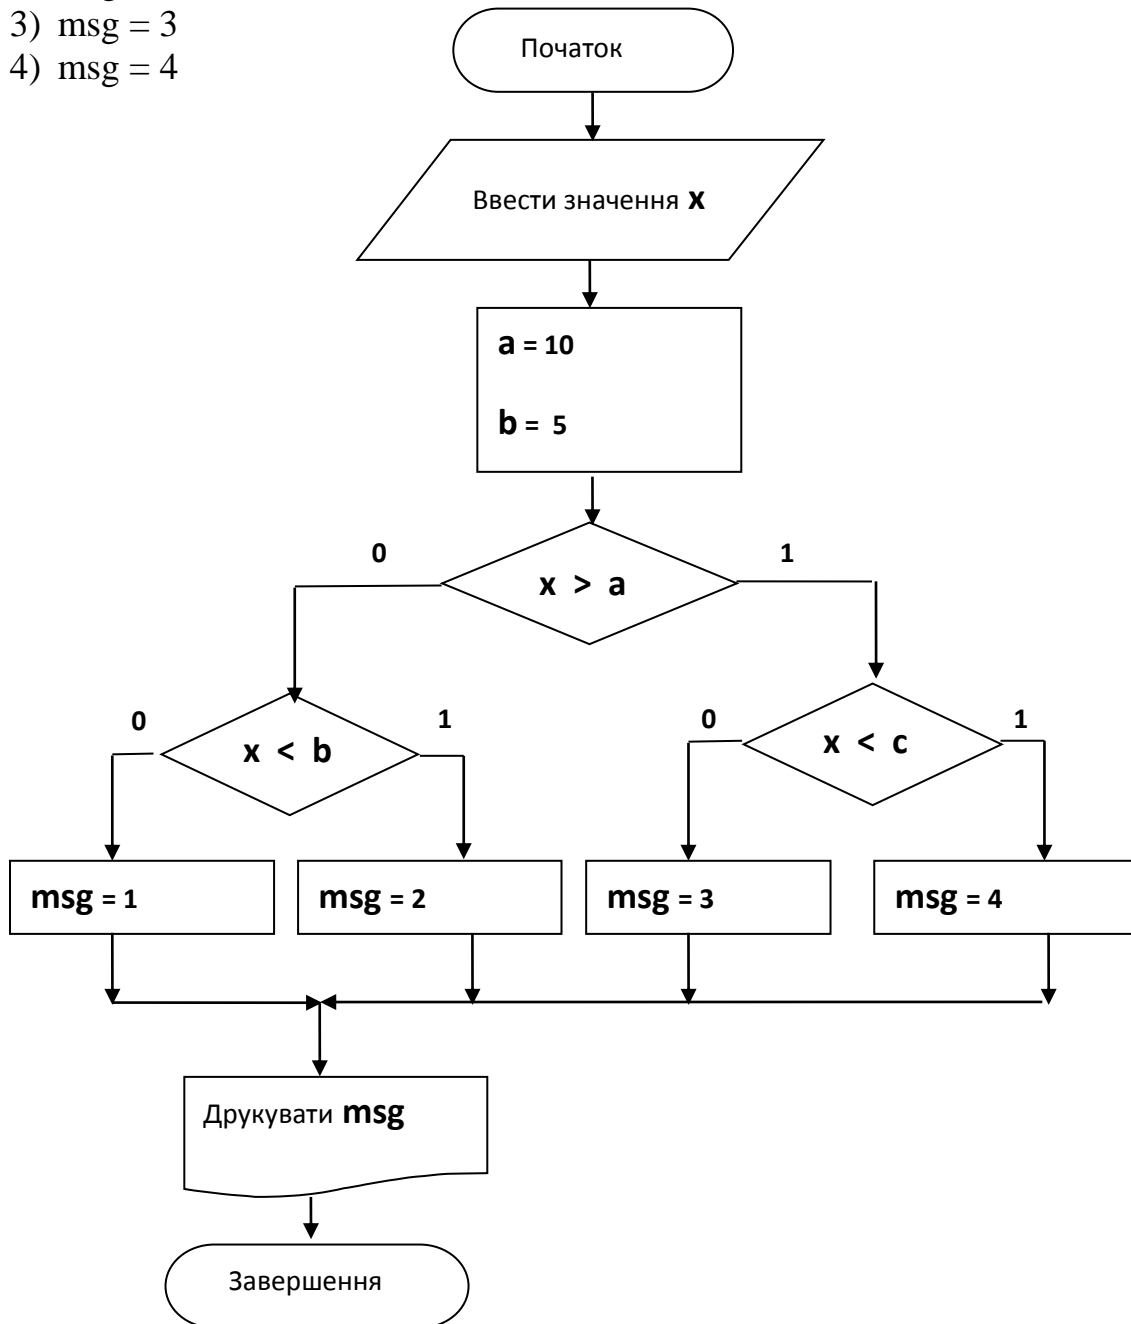 3) msg = 3
4) msg = 4
Початок
Ввести значення x
a = 10
b = 5
0 1
x > a
0 1 0 1
x < b x < c
msg = 1 msg = 2 msg = 3 msg = 4
Друкувати msg
Завершення